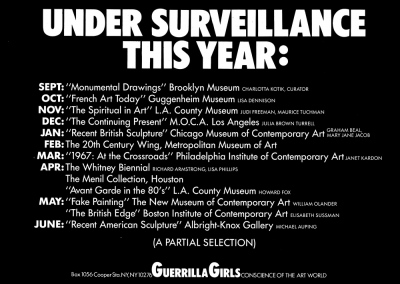 UNDER SURVEILLANCE
THIS YEAR:
SEPT: "Monumental Drawings" Brooklyn Museum CHARLOTTA KOTIK, CURATOR
OCT: "French Art Today" Guggenheim Museum LISA DENNISON
NOV: "The Spiritual in Art" L.A. County Museum JUDI FREEMAN, MAURICE TUCHMAN
DEC: "The Continuing Present" M.O.C.A. Los Angeles JULIA BROWN TURRELL
JAN: "Recent British Sculpture" Chicago Museum of Contemporary Art GRAHAM BEAL, MARY JANE JACOB
FEB: The 20th Century Wing, Metropolitan Museum of Art
MAR: "1967: At the Crossroads" Philadelphia Institute of Contemporary Art JANET KARDON
APR: The Whitney Biennial RICHARD ARMSTRONG, LISA PHILLIPS
The Menil Collection, Houston
"Avant Garde in the 80's" L.A. County Museum HOWARD FOX
MAY: "Fake Painting" The New Museum of Contemporary Art WILLIAM OLANDER
"The British Edge" Boston Institute of Contemporary Art ELISABETH SUSSMAN
JUNE: "Recent American Sculpture" Albright-Knox Gallery MICHAEL AUPING
(A PARTIAL SELECTION)
Box 1056 Cooper Sta. NY, NY 10276 GUERRILLA GIRLS CONSCIENCE OF THE ART WORLD